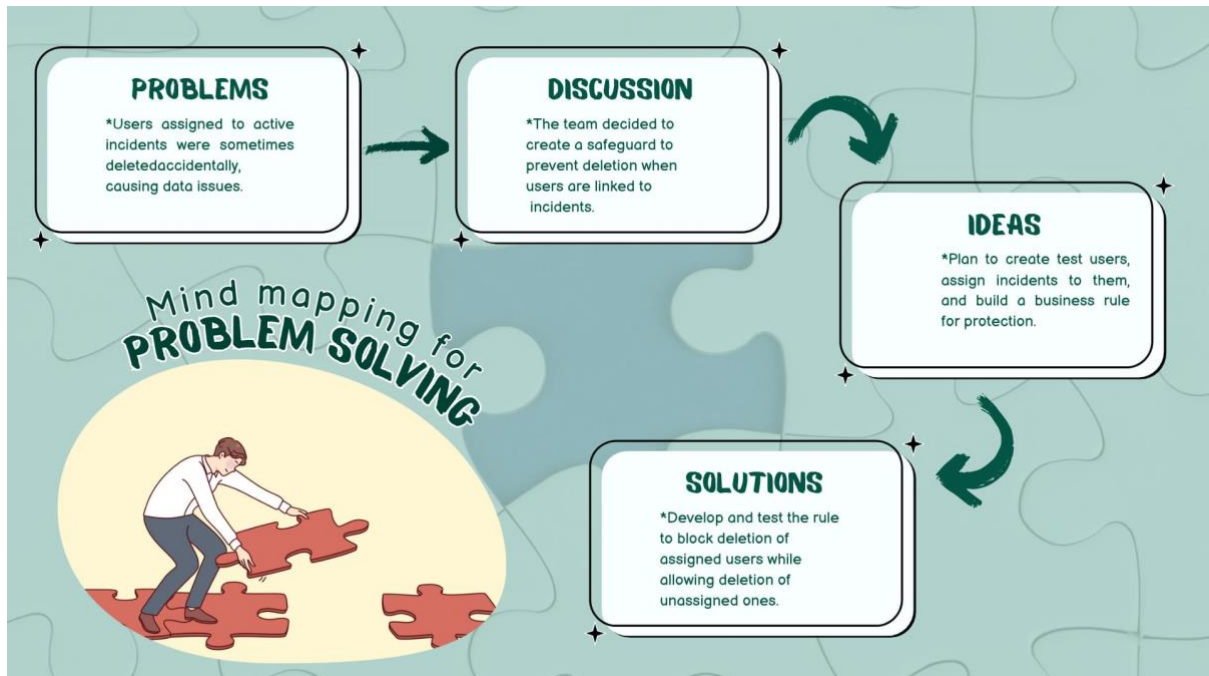 PROBLEMS
*Users assigned to active
incidents were sometimes
deletedaccidentally,
causing data issues.
DISCUSSION
*The team decided to
create a safeguard to
prevent deletion when
users are linked to
incidents.
IDEAS
*Plan to create test users,
assign incidents to them,
and build a business rule
for protection.
Mind mapping for
PROBLEM SOLVING
SOLUTIONS
*Develop and test the rule
to block deletion of
assigned users while
allowing deletion of
unassigned ones.